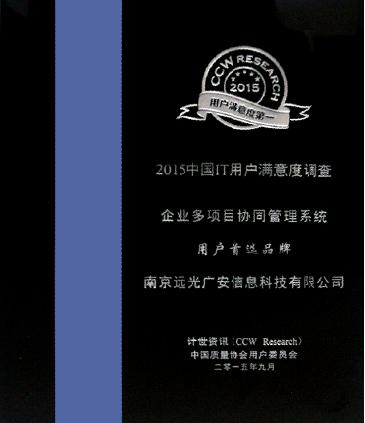 CCW RESEARCH
2015
用户满意度第一
2015中国IT用户满意度调查
企业多项目协同管理系统
用户首选品牌
南京远光广安信息科技有限公司
计世资讯（CCW Research）
中国质量协会用户委员会
二零一五年九月